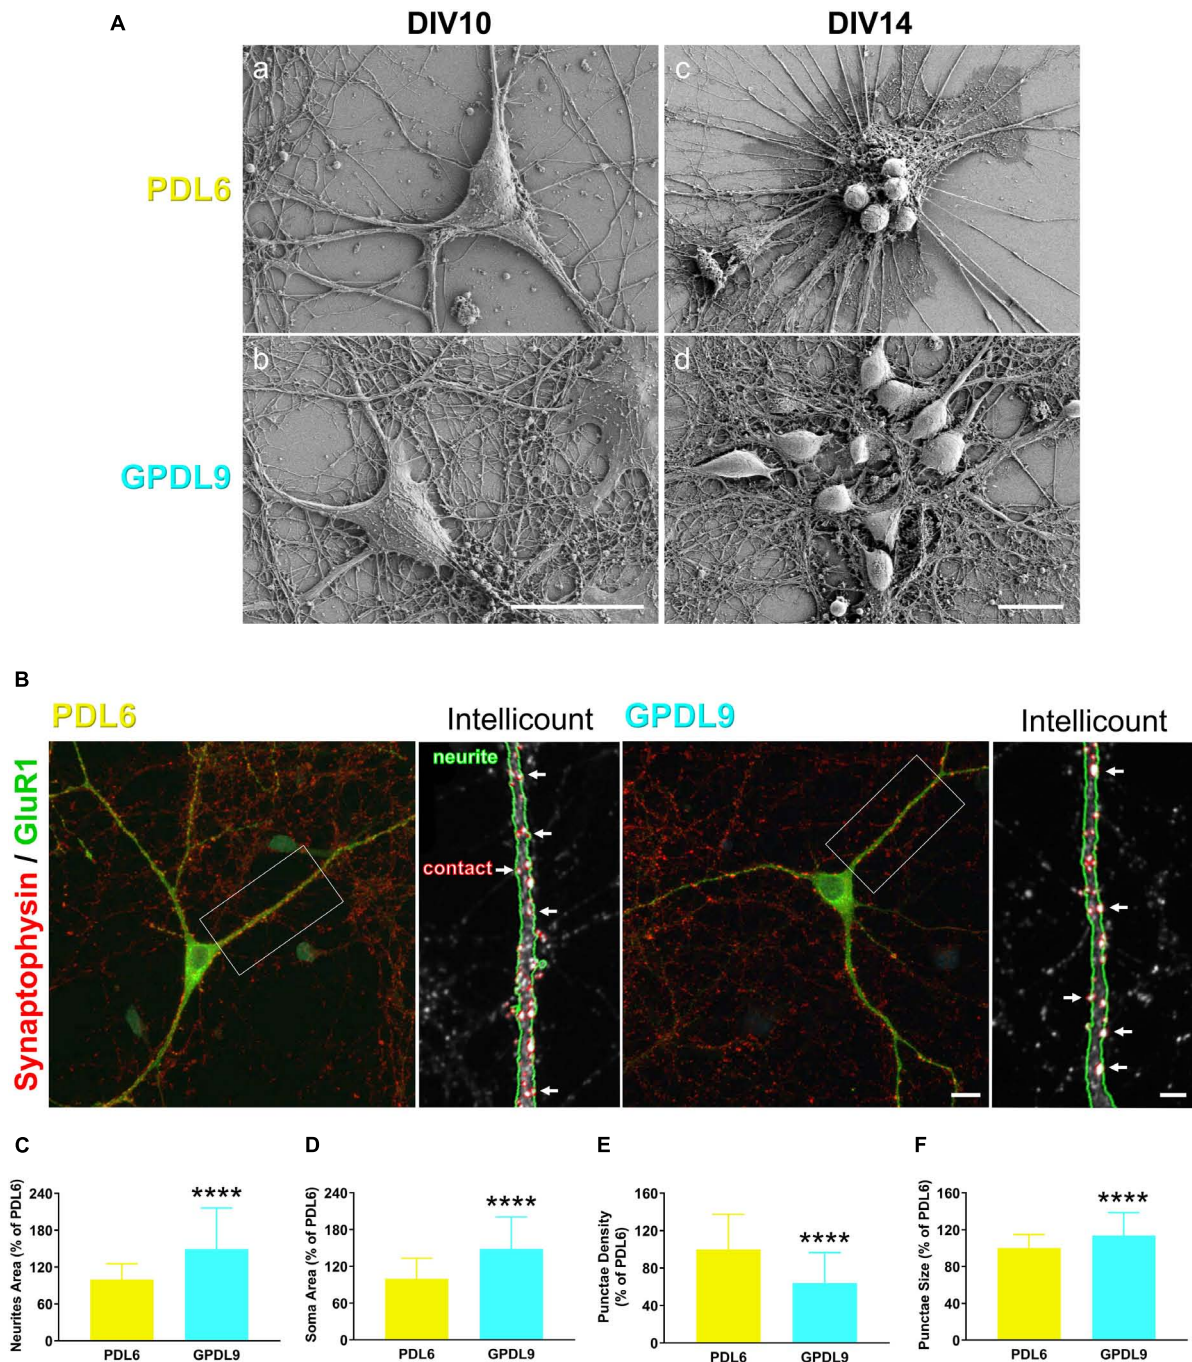 A
DIV10
DIV14
PDL6
GPDL9
a
c
b
d
B
PDL6
Intellicount
GPDL9
Intellicount
Synaptophysin / GluR1
neurite
contact
C
Neurites Area (% of PDL6)
240
180
120
60
0
****
PDL6
GPDL9
D
Soma Area (% of PDL6)
240
180
120
60
0
****
PDL6
GPDL9
E
Punctae Density
(% of PDL6)
160
120
80
40
0
****
PDL6
GPDL9
F
Punctae Size (% of PDL6)
160
120
80
40
0
****
PDL6
GPDL9